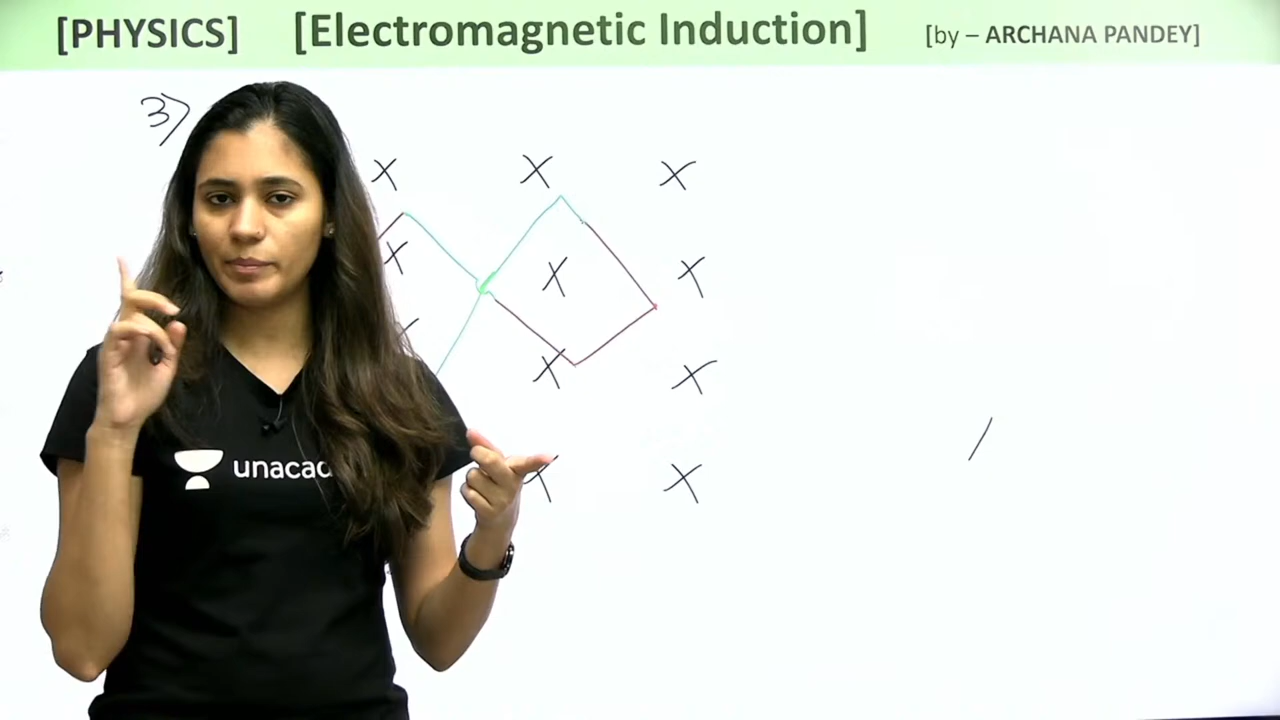 [PHYSICS] [Electromagnetic Induction] [by – ARCHANA PANDEY]
3)
X X X
X X X
X X
X X
unacad